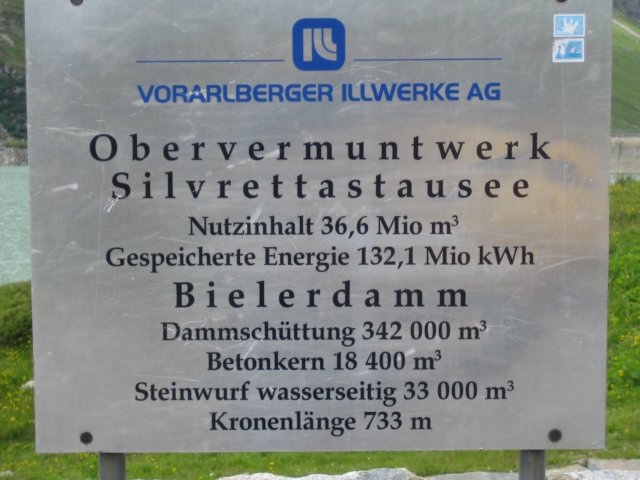 VORARLBERGER ILLWERKE AG
Obervermuntwerk
Silvrettastausee
Nutzinhalt 36,6 Mio m³
Gespeicherte Energie 132,1 Mio kWh
Bielerdamm
Dammschüttung 342 000 m³
Betonkern 18 400 m³
Steinwurf wasserseitig 33 000 m³
Kronenlänge 733 m